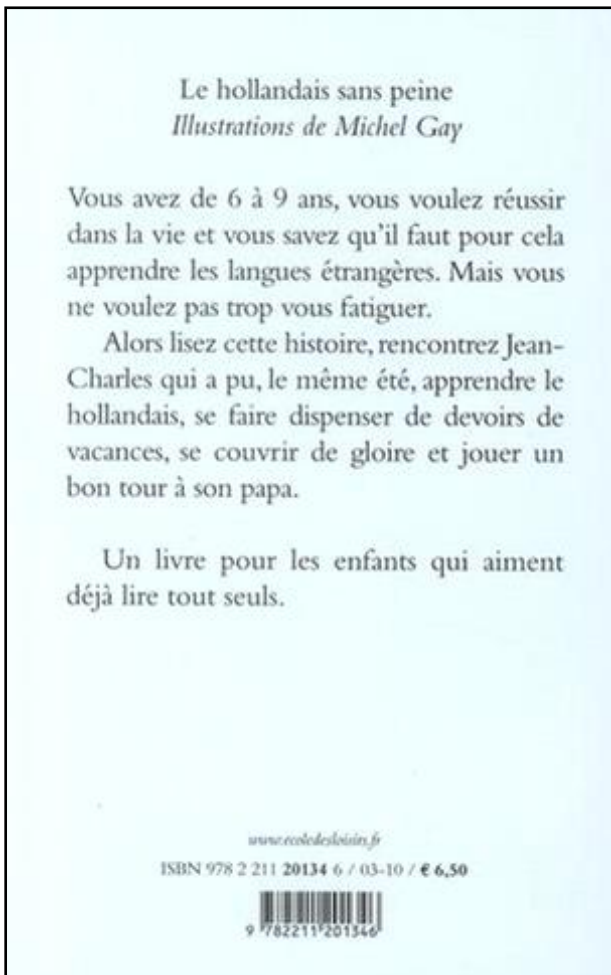 Le hollandais sans peine
Illustrations de Michel Gay
Vous avez de 6 à 9 ans, vous voulez réussir
dans la vie et vous savez qu'il faut pour cela
apprendre les langues étrangères. Mais vous
ne voulez pas trop vous fatiguer.
Alors lisez cette histoire, rencontrez Jean-
Charles qui a pu, le même été, apprendre le
hollandais, se faire dispenser de devoirs de
vacances, se couvrir de gloire et jouer un
bon tour à son papa.
Un livre pour les enfants qui aiment
déjà lire tout seuls.
www.ecoledesloisirs.fr
ISBN 978 2 211 20134 6 / 03-10 / € 6,50
9 782211 201346